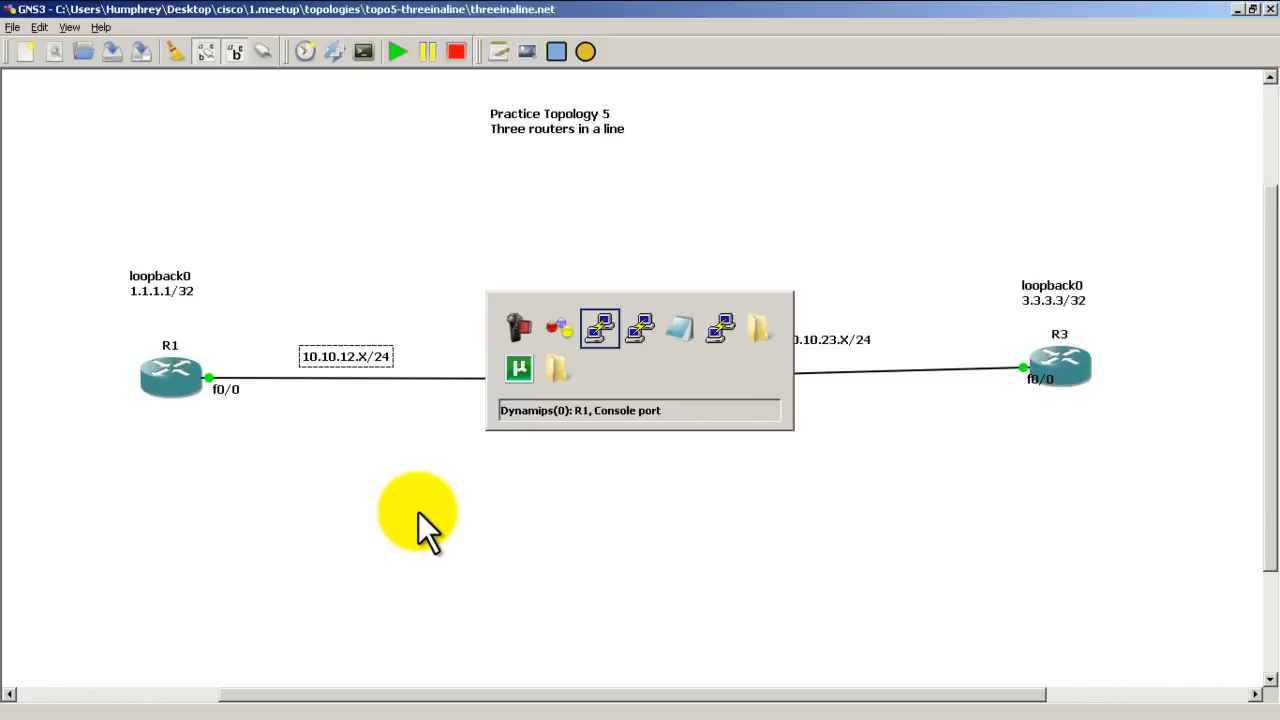 GNS3 - C:\Users\Humphrey\Desktop\cisco\1.meetup\topologies\topo5-threeinaline\threeinaline.net
File Edit View Help
Practice Topology 5
Three routers in a line
loopback0
1.1.1.1/32
loopback0
3.3.3.3/32
R1
R3
10.10.12.X/24
0.10.23.X/24
f0/0
f0/0
µ
Dynamips(0): R1, Console port